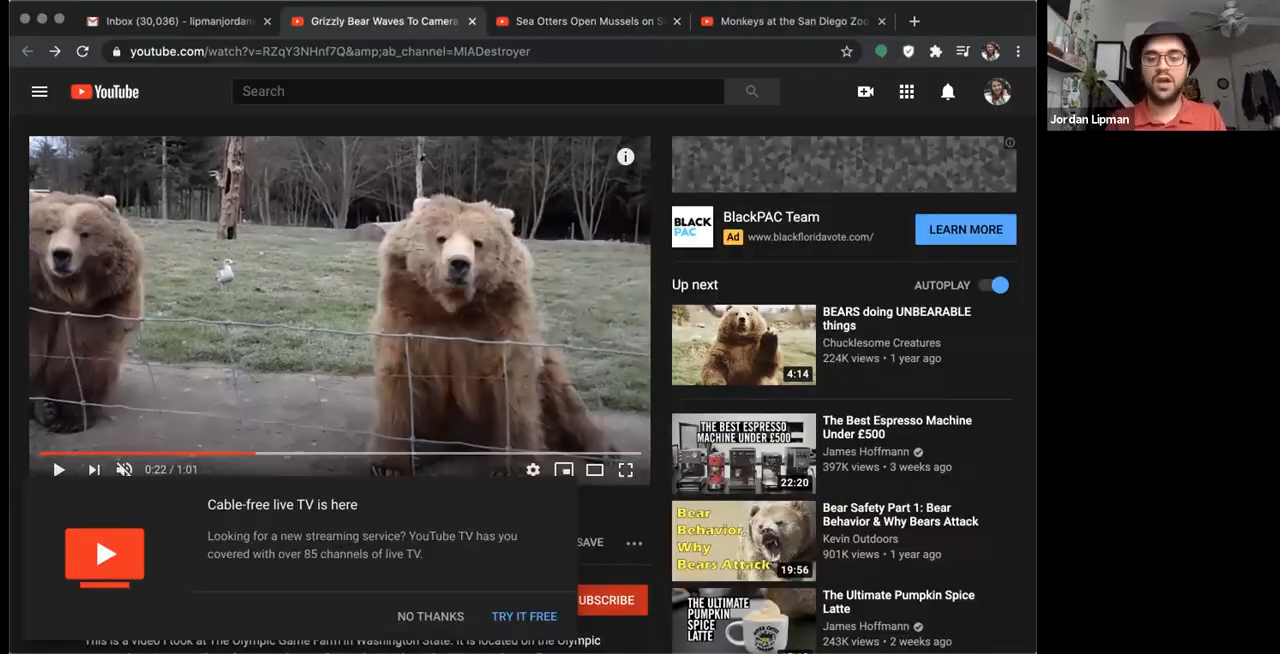 Inbox (30,036) - lipmanjordan
Grizzly Bear Waves To Camera
Sea Otters Open Mussels on S
Monkeys at the San Diego Zoo
youtube.com/watch?v=RZqY3NHnf7Q&amp;ab_channel=MIADestroyer
YouTube
Search
Jordan Lipman
BLACK
PAC
BlackPAC Team
Ad www.blackfloridavote.com/
LEARN MORE
Up next
AUTOPLAY
BEARS doing UNBEARABLE
things
Chucklesome Creatures
224K views • 1 year ago
4:14
THE BEST ESPRESSO
MACHINE UNDER £500
22:20
The Best Espresso Machine
Under £500
James Hoffmann
397K views • 3 weeks ago
0:22 / 1:01
Bear
Behavior,
Why
Bears Attack
19:56
Bear Safety Part 1: Bear
Behavior & Why Bears Attack
Kevin Outdoors
901K views • 1 year ago
Cable-free live TV is here
Looking for a new streaming service? YouTube TV has you
covered with over 85 channels of live TV.
NO THANKS
TRY IT FREE
SAVE
UBSCRIBE
THE ULTIMATE
PUMPKIN
SPICE
LATTE
The Ultimate Pumpkin Spice
Latte
James Hoffmann
243K views • 2 weeks ago
This is a video I took at The Olympic Game Farm in Washington State. It is located on the Olympic